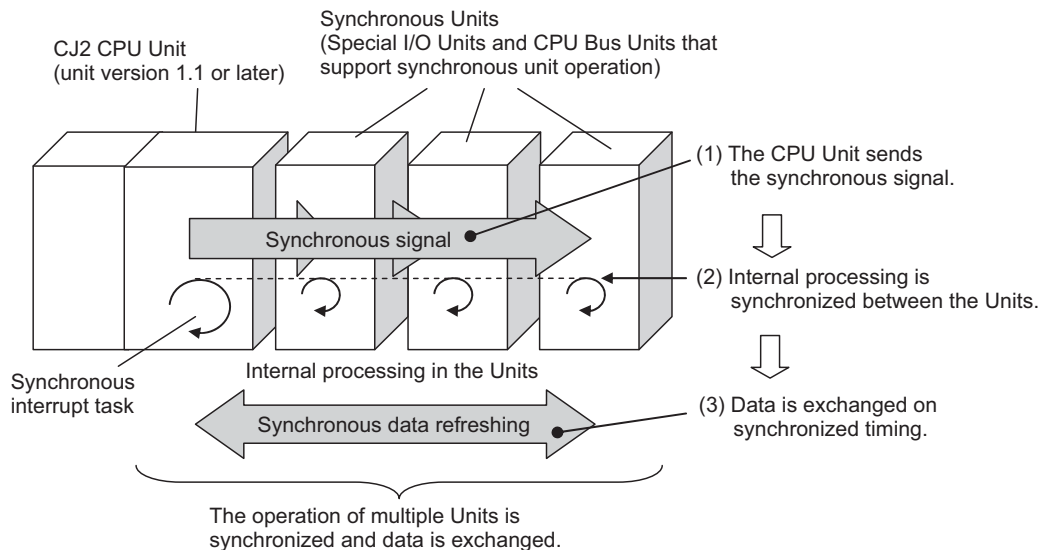 Synchronous Units
(Special I/O Units and CPU Bus Units that
support synchronous unit operation)
CJ2 CPU Unit
(unit version 1.1 or later)
(1) The CPU Unit sends
the synchronous signal.
Synchronous signal
(2) Internal processing is
synchronized between the Units.
Synchronous
interrupt task
Internal processing in the Units
(3) Data is exchanged on
synchronized timing.
Synchronous data refreshing
The operation of multiple Units is
synchronized and data is exchanged.